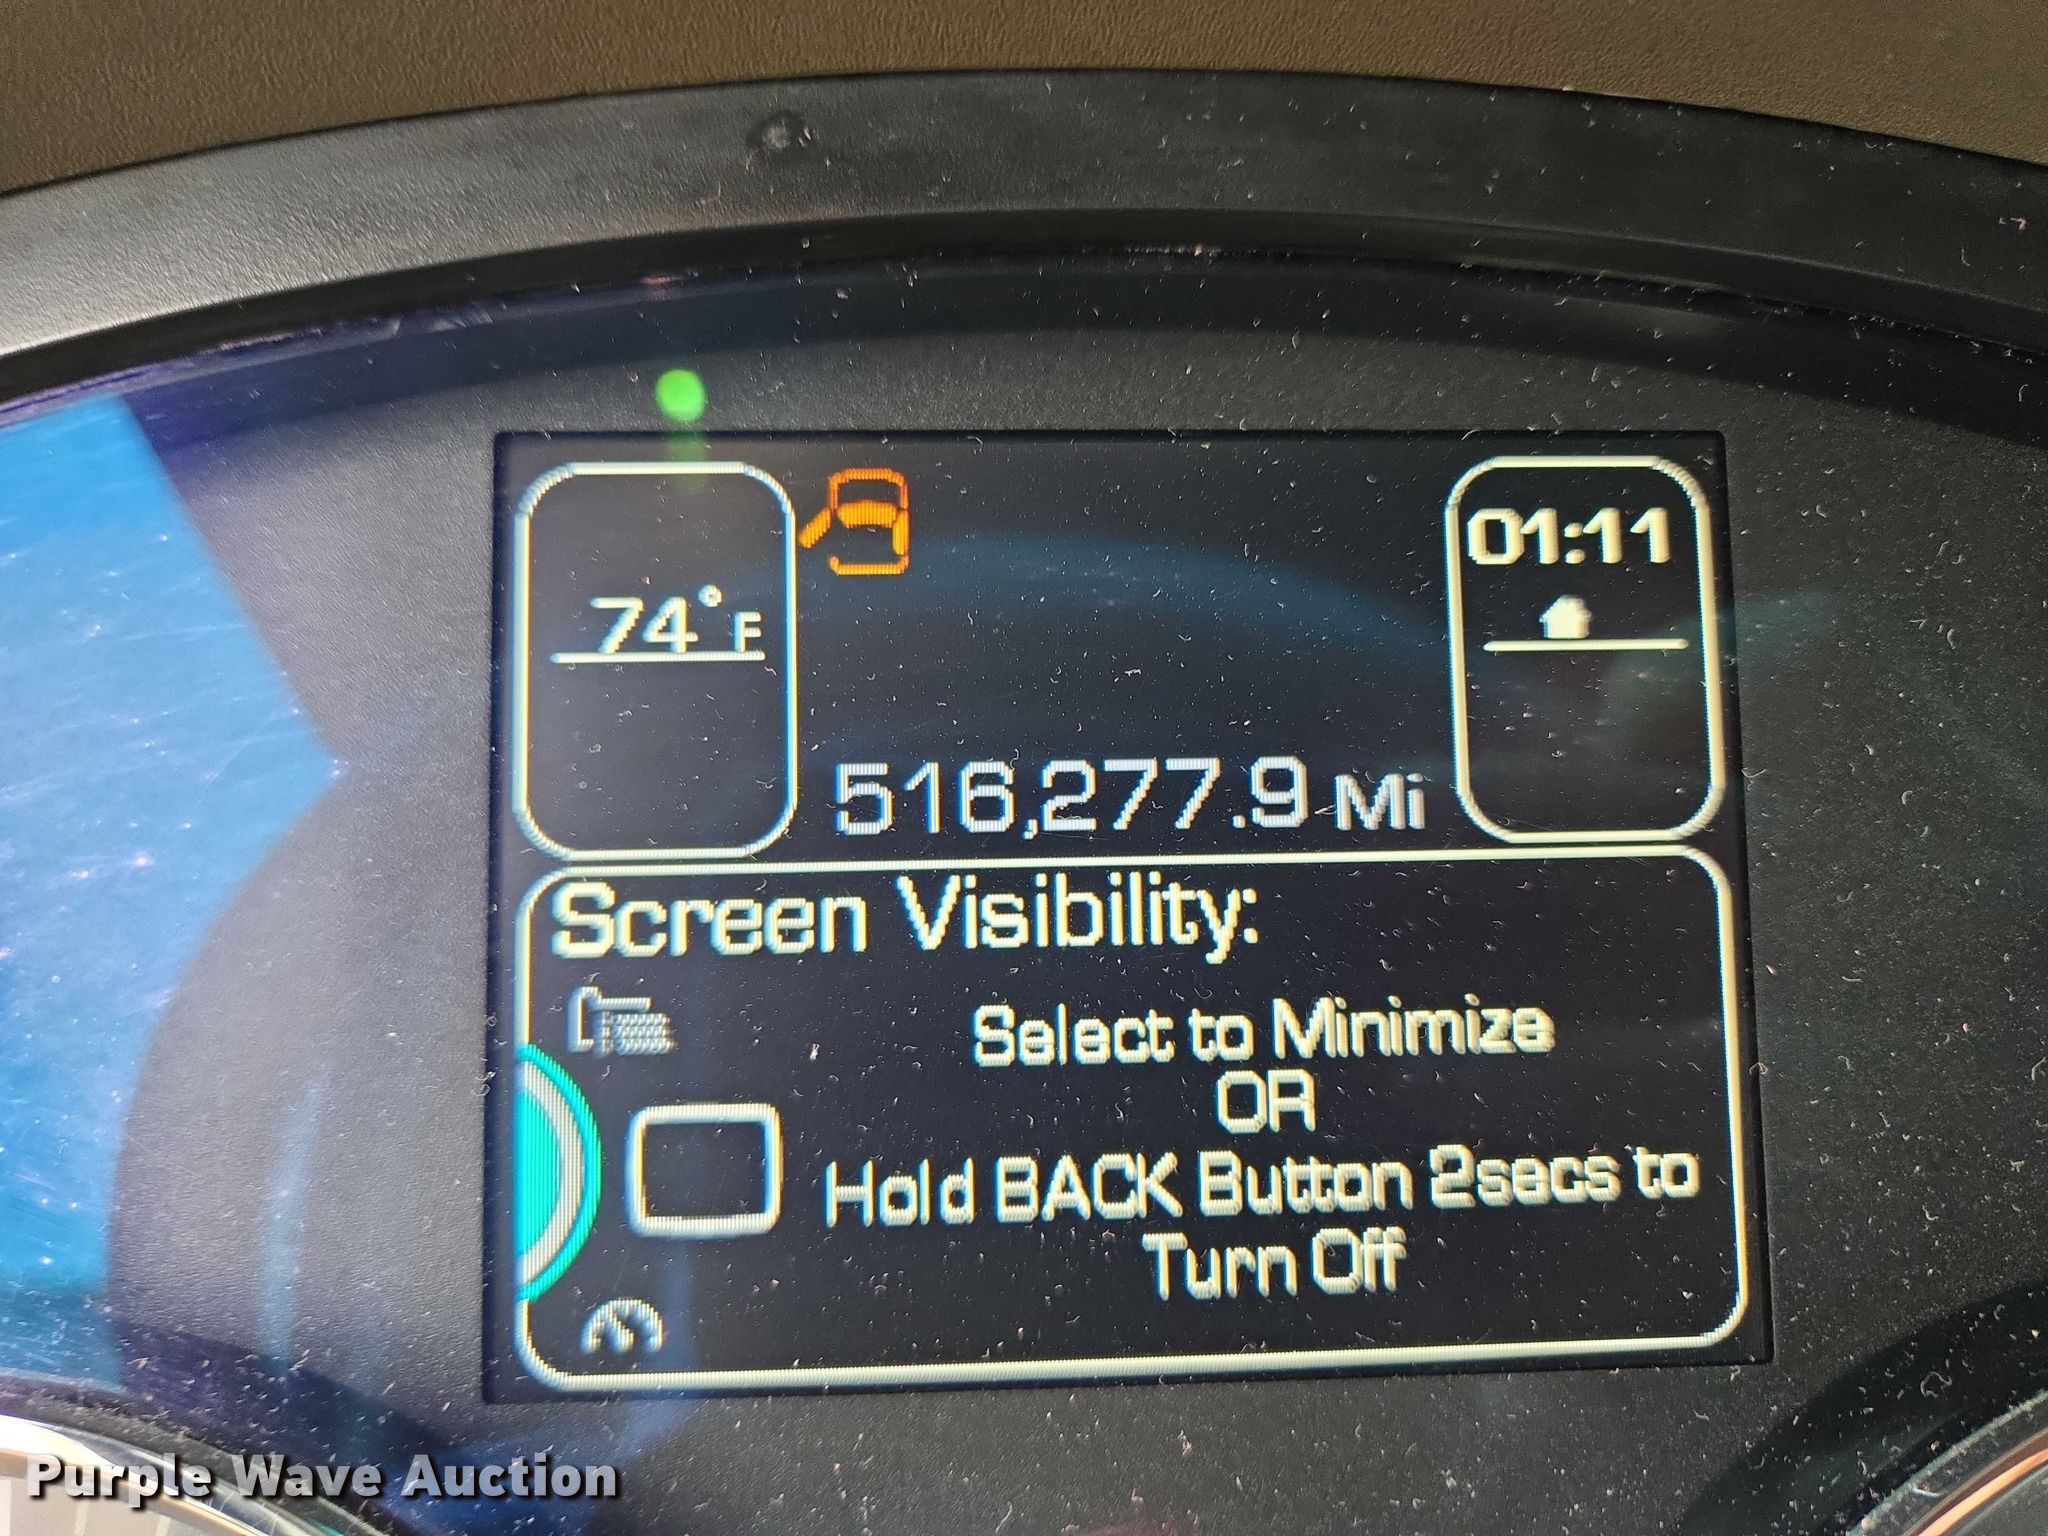 74°F
01:11
516,277.9 Mi
Screen Visibility:
Select to Minimize
OR
Hold BACK Button 2secs to
Turn Off
Purple Wave Auction